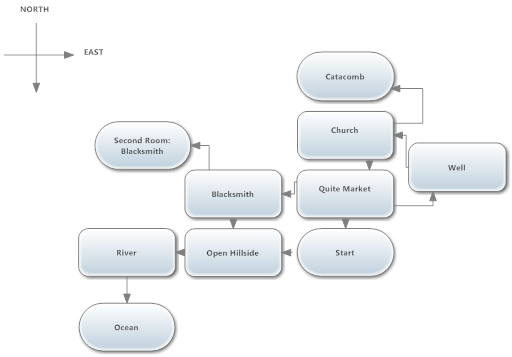 NORTH
EAST
Catacomb
Church
Second Room:
Blacksmith
Well
Blacksmith
Quite Market
River
Open Hillside
Start
Ocean